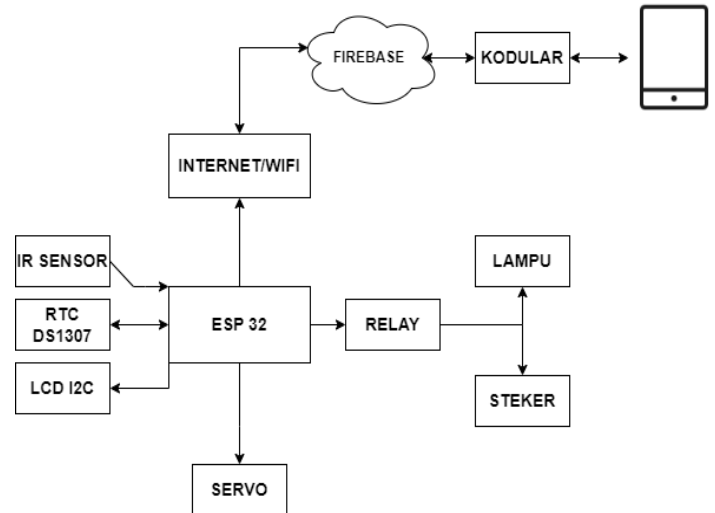 FIREBASE
KODULAR
INTERNET/WIFI
IR SENSOR
RTC
DS1307
LCD I2C
ESP 32
RELAY
LAMPU
STEKER
SERVO